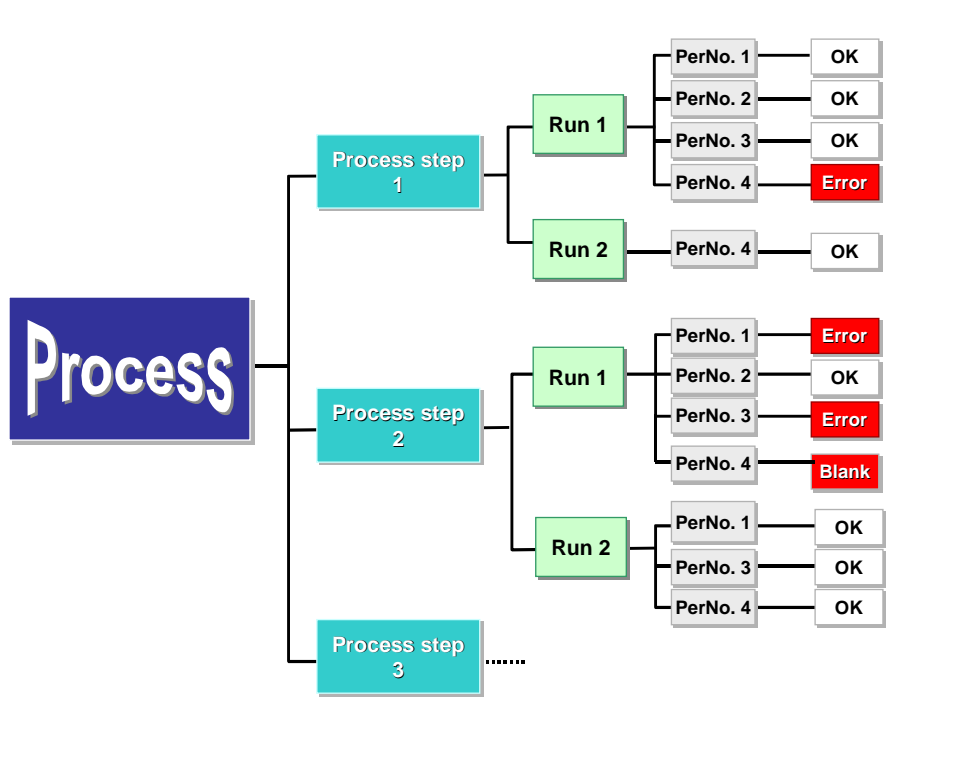 Process
Process step
1
Run 1
PerNo. 1
OK
PerNo. 2
OK
PerNo. 3
OK
PerNo. 4
Error
Run 2
PerNo. 4
OK
Process step
2
Run 1
PerNo. 1
Error
PerNo. 2
OK
PerNo. 3
Error
PerNo. 4
Blank
Run 2
PerNo. 1
OK
PerNo. 3
OK
PerNo. 4
OK
Process step
3